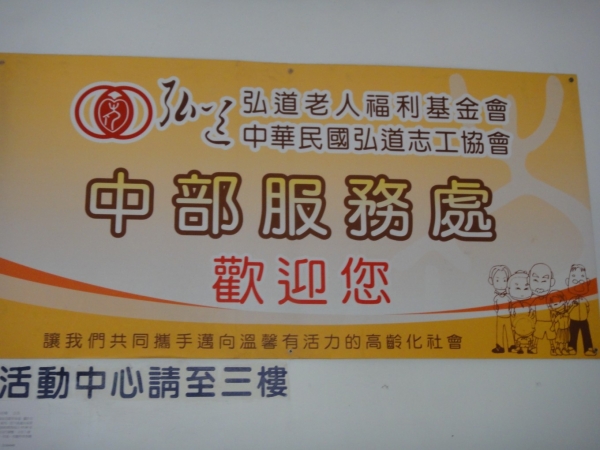 弘道
弘道老人福利基金會
中華民國弘道志工協會
中部服務處
歡迎您
讓我們共同攜手邁向溫馨有活力的高齡化社會
活動中心請至三樓